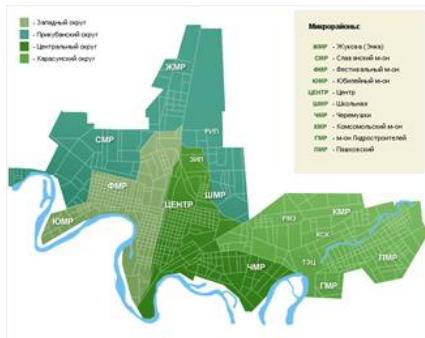 - Западный округ
- Прикубанский округ
- Центральный округ
- Карасунский округ
Микрорайоны:
ЖМР - Жукова (Энка)
СМР - Славянский м-он
ФМР - Фестивальный м-он
ЮМР - Юбилейный м-он
ЦЕНТР - Центр
ШМР - Школьная
ЧМР - Черемушки
КМР - Комсомольский м-он
ГМР - м-он Гидростроителей
ПМР - Пашковский
ЖМР
РИП
СМР
ЗИП
ФМР
ШМР
ЦЕНТР
ЮМР
КМР
РМЗ
КСК
ТЭЦ
ПМР
ЧМР
ГМР